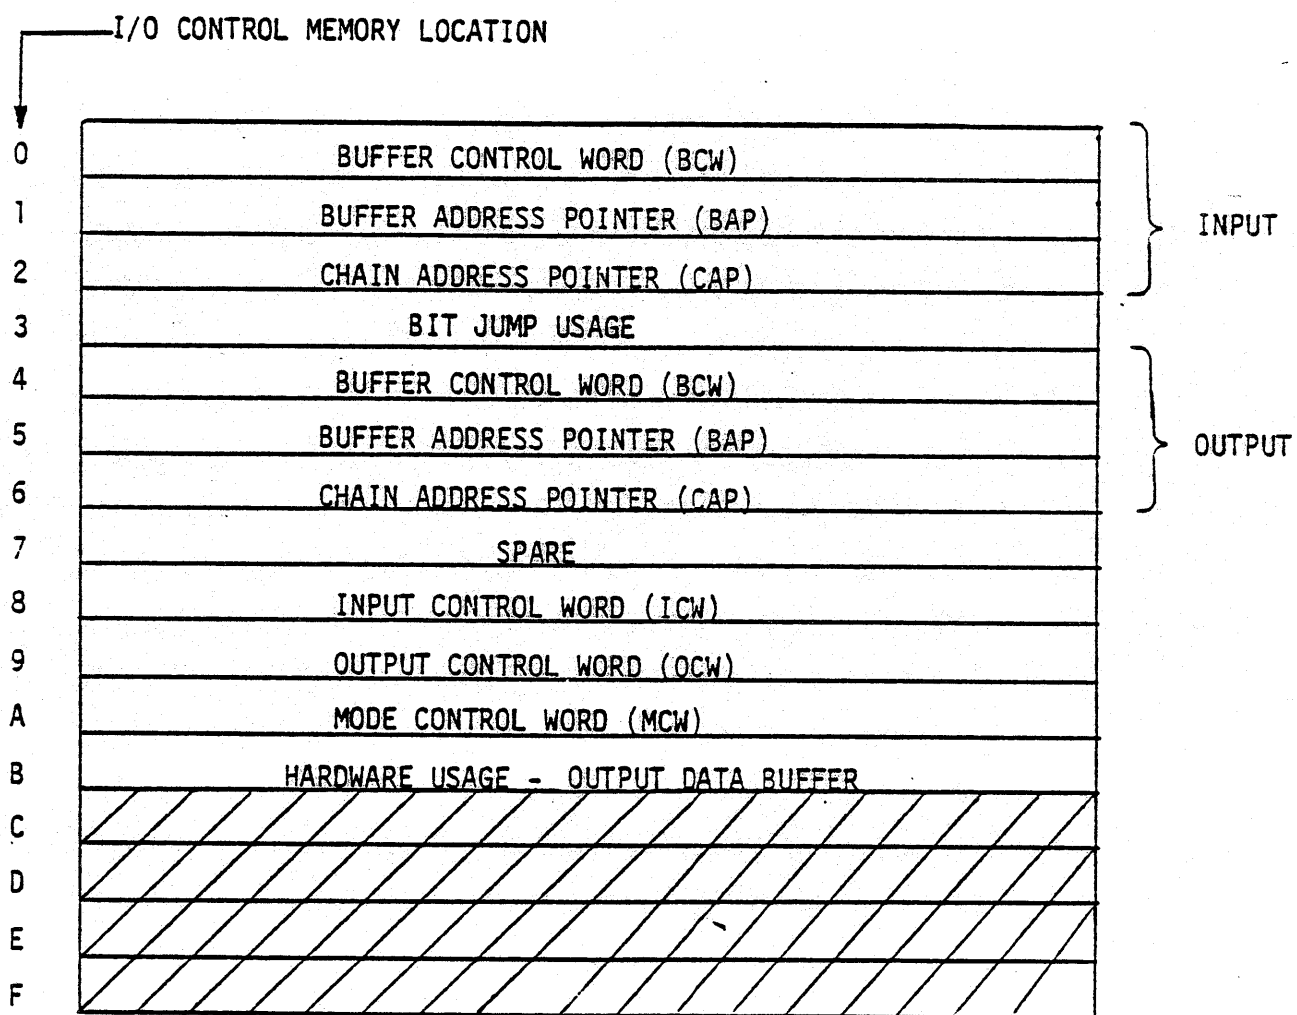 I/O CONTROL MEMORY LOCATION
0 BUFFER CONTROL WORD (BCW)
1 BUFFER ADDRESS POINTER (BAP)
INPUT
2 CHAIN ADDRESS POINTER (CAP)
3 BIT JUMP USAGE
4 BUFFER CONTROL WORD (BCW)
5 BUFFER ADDRESS POINTER (BAP)
OUTPUT
6 CHAIN ADDRESS POINTER (CAP)
7 SPARE
8 INPUT CONTROL WORD (ICW)
9 OUTPUT CONTROL WORD (OCW)
A MODE CONTROL WORD (MCW)
B HARDWARE USAGE - OUTPUT DATA BUFFER
C
D
E
F